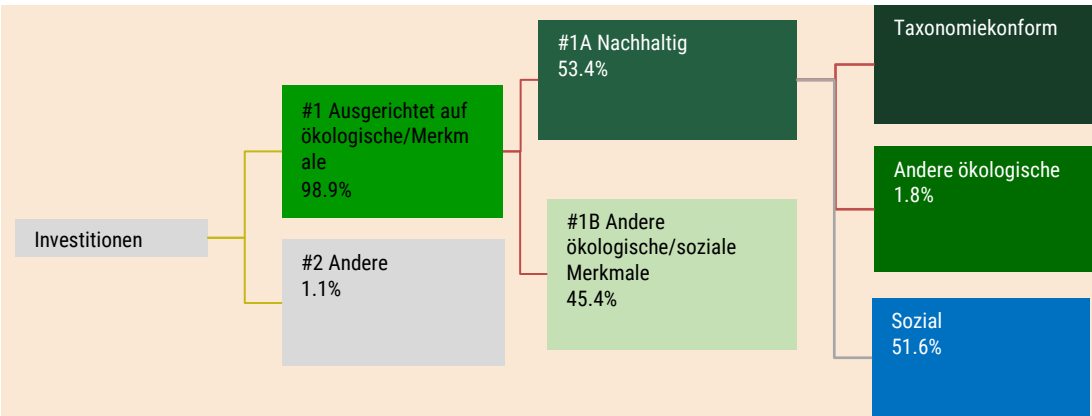 Investitionen
#1 Ausgerichtet auf
ökologische/Merkm
ale
98.9%
#2 Andere
1.1%
#1A Nachhaltig
53.4%
#1B Andere
ökologische/soziale
Merkmale
45.4%
Taxonomiekonform
Andere ökologische
1.8%
Sozial
51.6%